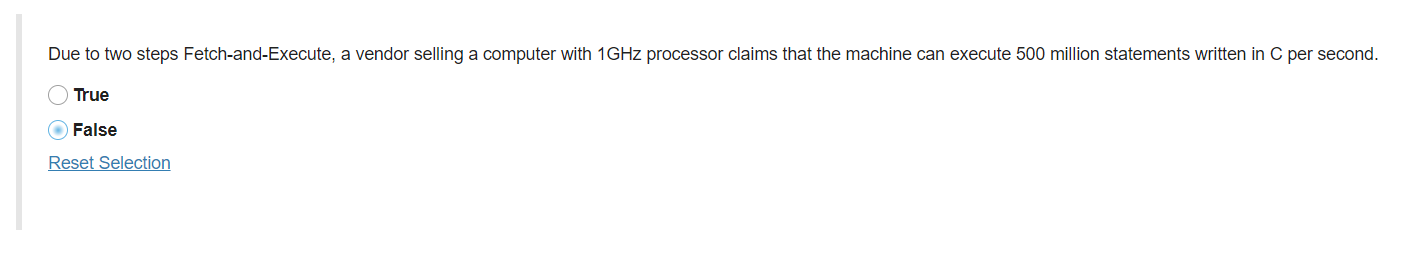 Due to two steps Fetch-and-Execute, a vendor selling a computer with 1GHz processor claims that the machine can execute 500 million statements written in C per second.
True
False
Reset Selection